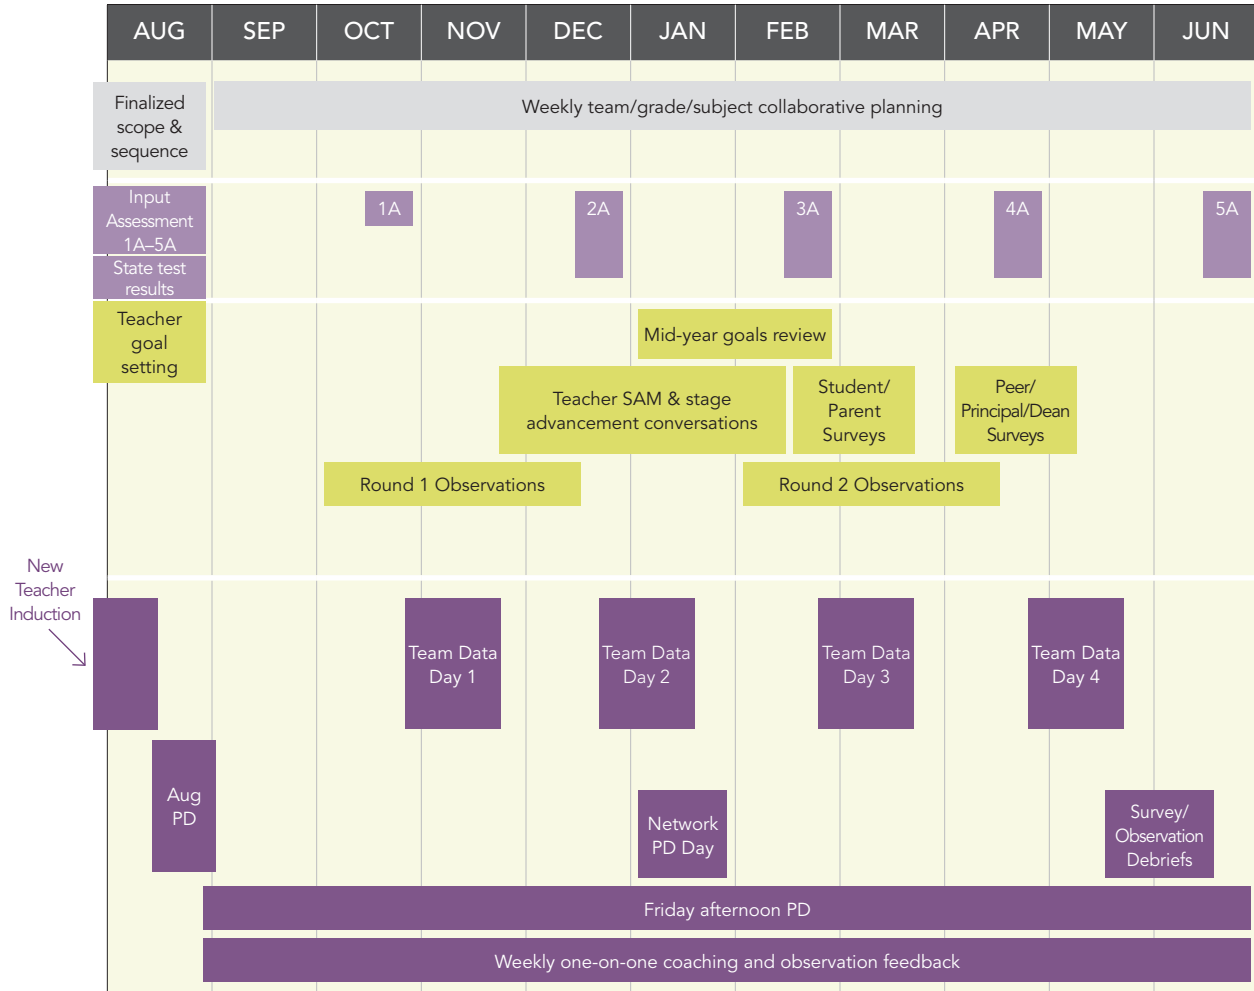 AUG SEP OCT NOV DEC JAN FEB MAR APR MAY JUN
Finalized
scope &
sequence
Weekly team/grade/subject collaborative planning
Input
Assessment
1A–5A
State test
results
1A
2A
3A
4A
5A
Teacher
goal
setting
Mid-year goals review
Teacher SAM & stage
advancement conversations
Student/
Parent
Surveys
Peer/
Principal/Dean
Surveys
Round 1 Observations
Round 2 Observations
New
Teacher
Induction
Team Data
Day 1
Team Data
Day 2
Team Data
Day 3
Team Data
Day 4
Aug
PD
Network
PD Day
Survey/
Observation
Debriefs
Friday afternoon PD
Weekly one-on-one coaching and observation feedback